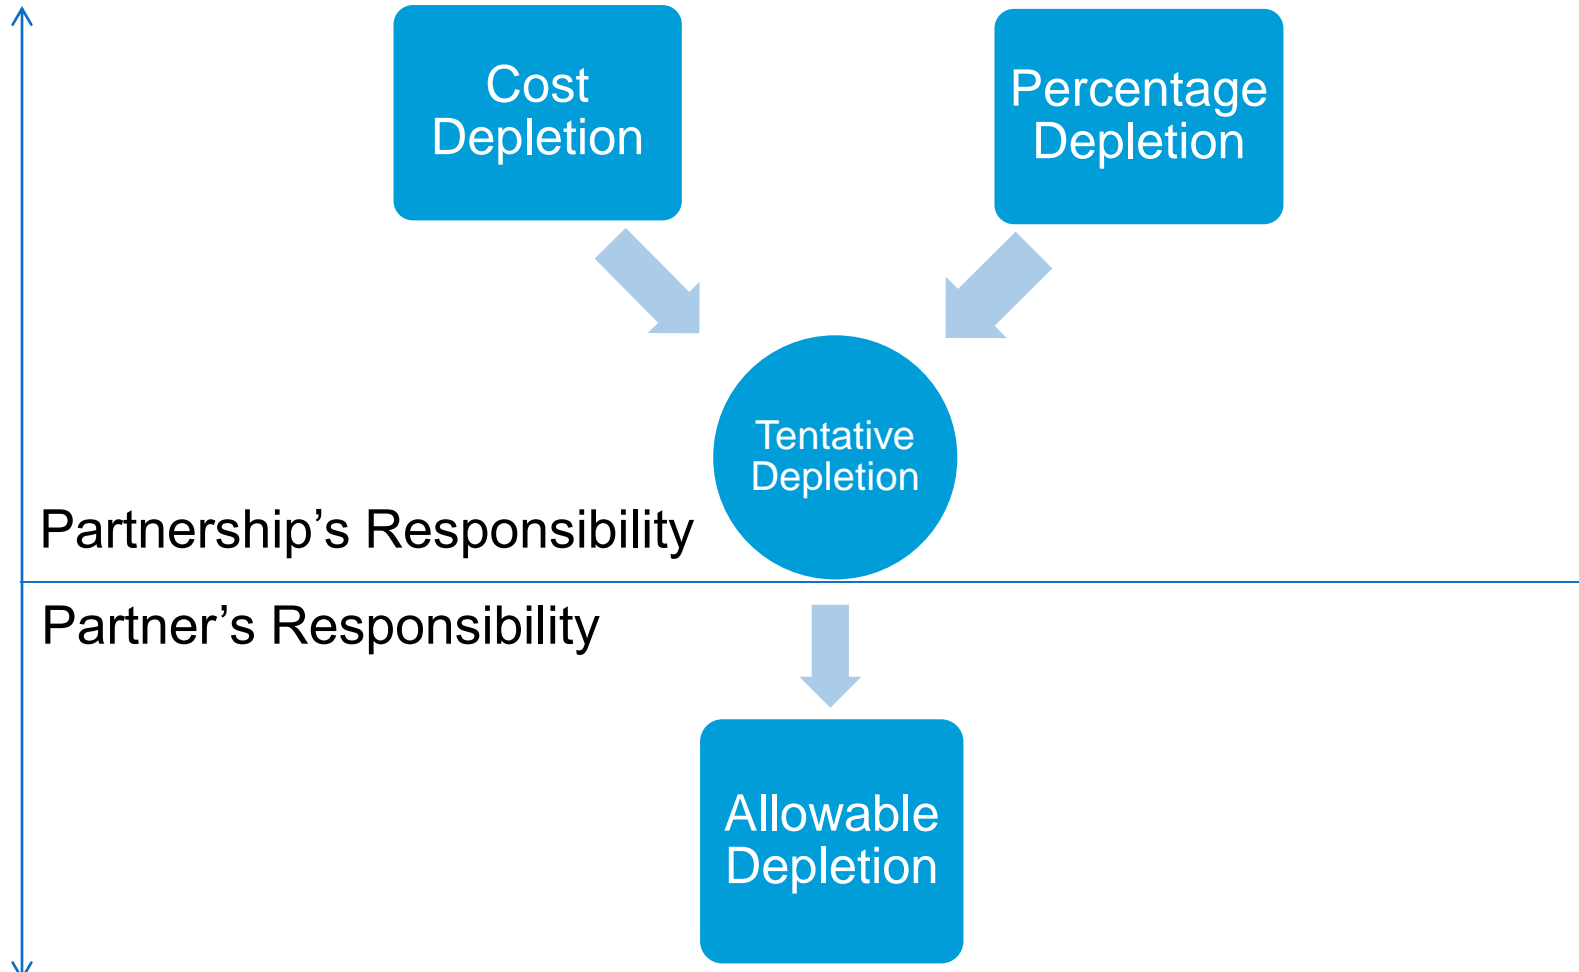 Cost
Depletion
Percentage
Depletion
Tentative
Depletion
Partnership’s Responsibility
Partner’s Responsibility
Allowable
Depletion